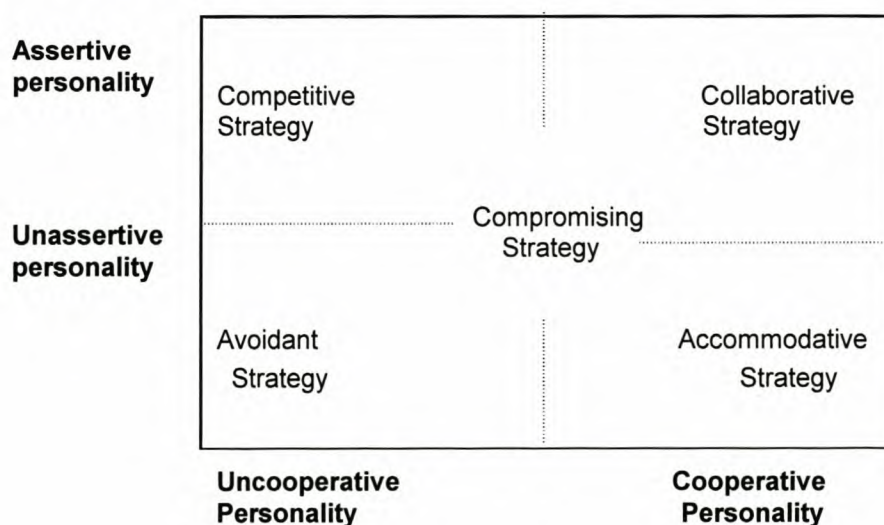 Assertive
personality
Competitive
Strategy
Collaborative
Strategy
Unassertive
personality
Compromising
Strategy
Avoidant
Strategy
Accommodative
Strategy
Uncooperative
Personality
Cooperative
Personality